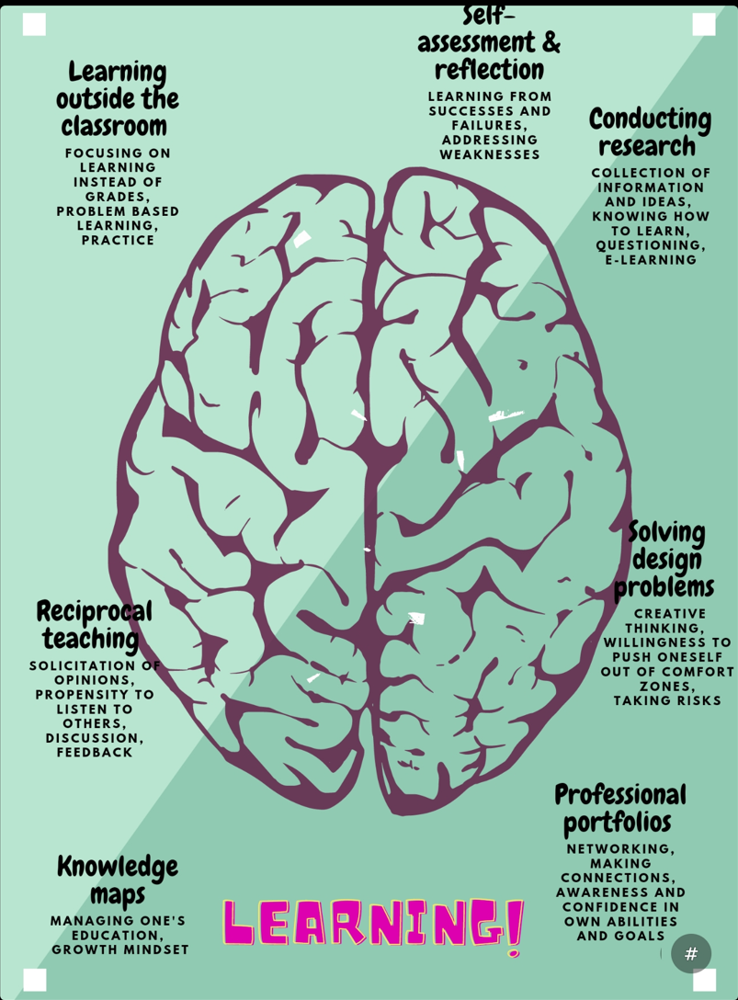 Self-
assessment &
reflection
LEARNING FROM
SUCCESSES AND
FAILURES,
ADDRESSING
WEAKNESSES
Learning
outside the
classroom
FOCUSING ON
LEARNING
INSTEAD OF
GRADES,
PROBLEM BASED
LEARNING,
PRACTICE
Conducting
research
COLLECTION OF
INFORMATION
AND IDEAS,
KNOWING HOW
TO LEARN,
QUESTIONING,
E-LEARNING
Solving
design
problems
CREATIVE
THINKING,
WILLINGNESS TO
PUSH ONESELF
OUT OF COMFORT
ZONES,
TAKING RISKS
Reciprocal
teaching
SOLICITATION OF
OPINIONS,
PROPENSITY TO
LISTEN TO
OTHERS,
DISCUSSION,
FEEDBACK
Professional
portfolios
NETWORKING,
MAKING
CONNECTIONS,
AWARENESS AND
CONFIDENCE IN
OWN ABILITIES
AND GOALS
Knowledge
maps
MANAGING ONE'S
EDUCATION,
GROWTH MINDSET
LEARNING!
#